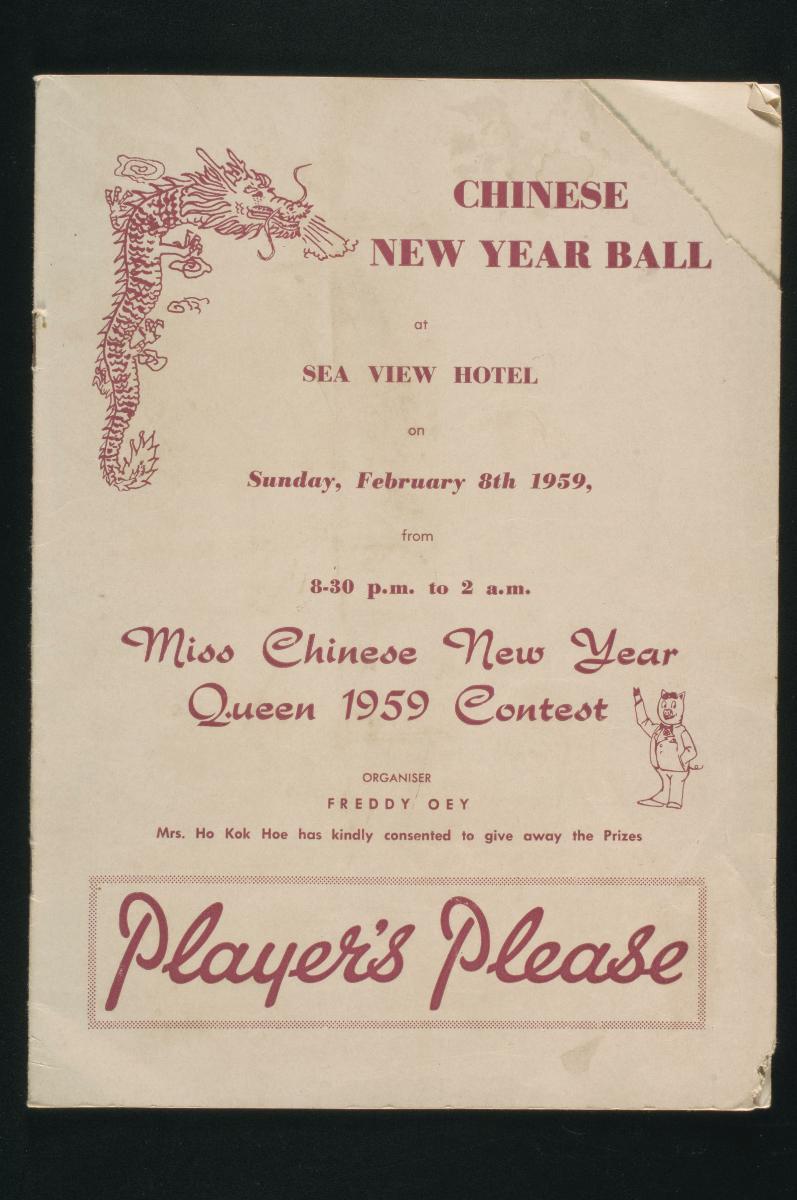 CHINESE
NEW YEAR BALL
at
SEA VIEW HOTEL
on
Sunday, February 8th 1959,
from
8-30 p.m. to 2 a.m.
Miss Chinese New Year
Queen 1959 Contest
ORGANISER
FREDDY OEY
Mrs. Ho Kok Hoe has kindly consented to give away the Prizes
Player's Please